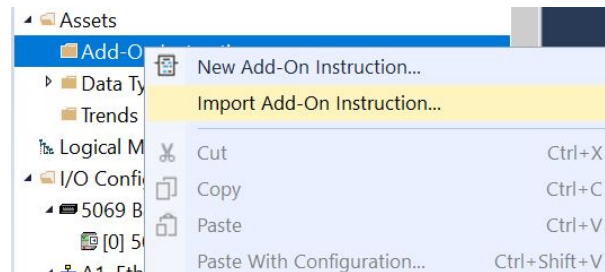 Assets
Add-O
New Add-On Instruction...
Data Ty
Import Add-On Instruction...
Trends
Logical M
Cut Ctrl+X
I/O Confi
Copy Ctrl+C
5069 B
Paste Ctrl+V
[0] 5
Paste With Configuration... Ctrl+Shift+V